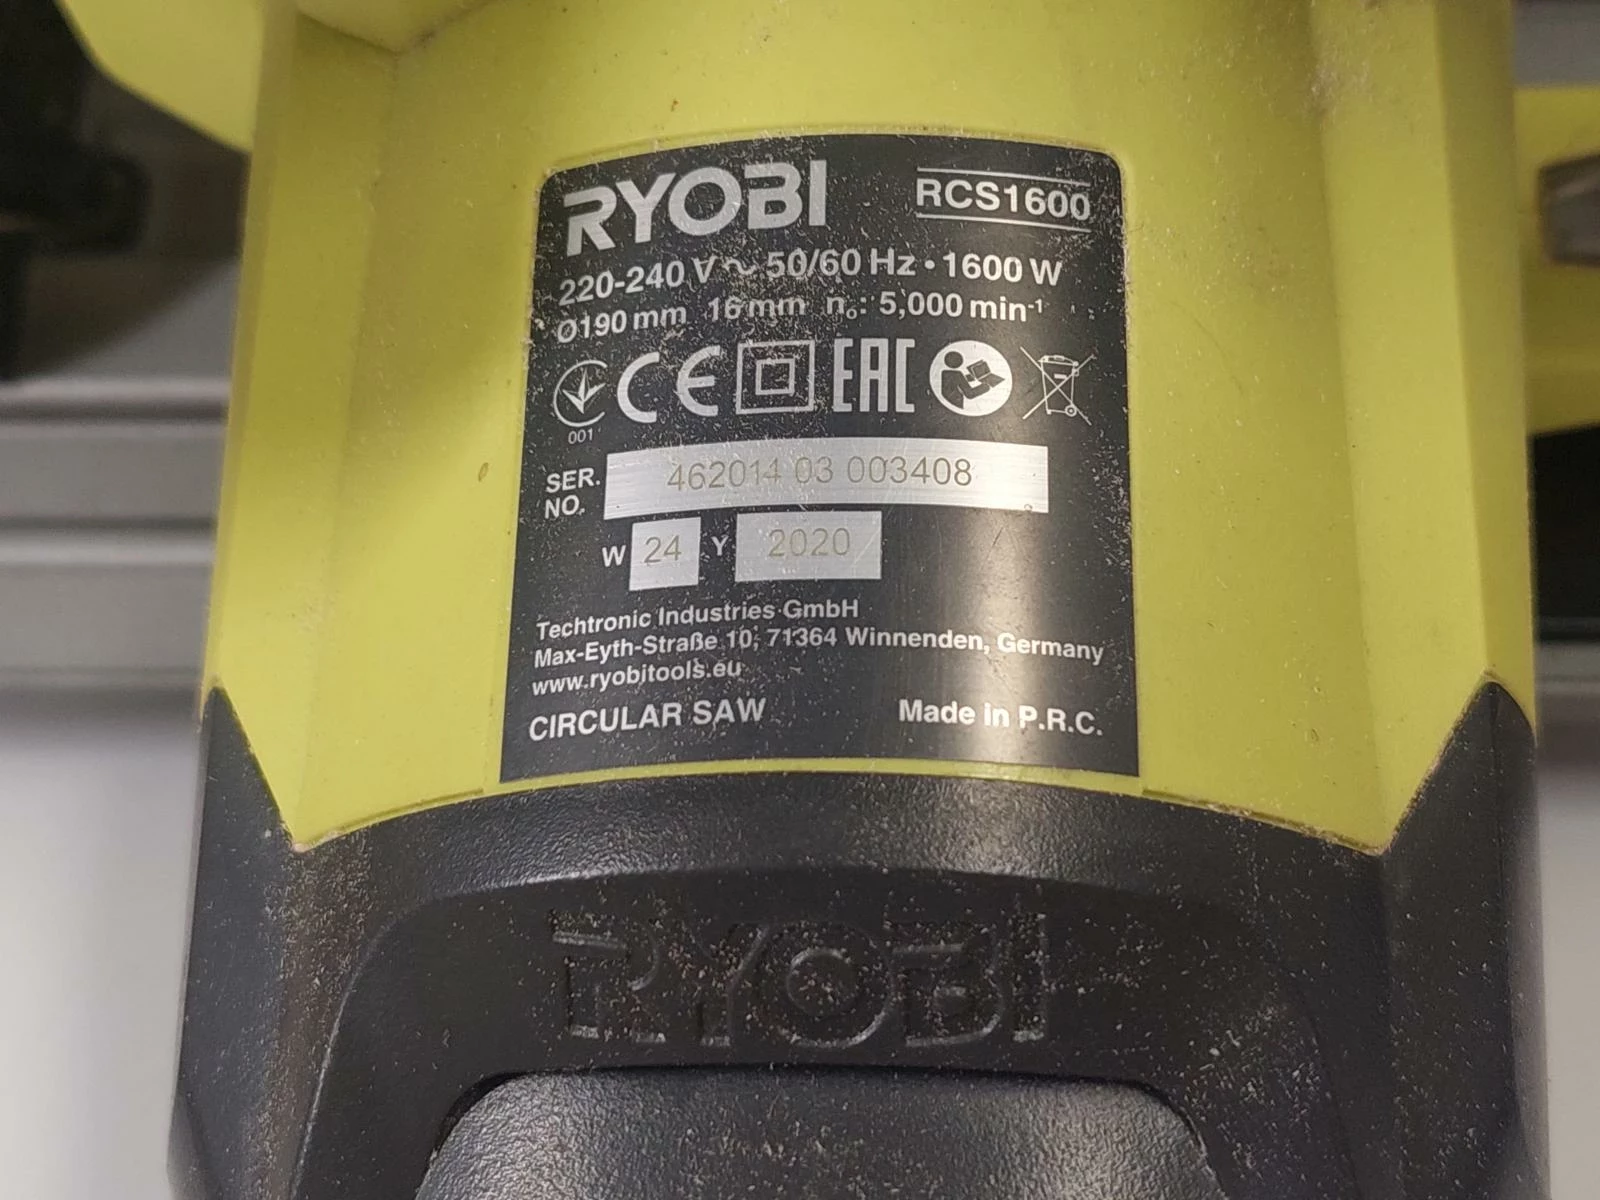 RYOBI RCS1600
220-240 V ~ 50/60 Hz • 1600 W
Ø190 mm 16 mm nₒ: 5,000 min⁻¹
CE EAC
001
SER. NO. 462014 03 003408
W 24 Y 2020
Techtronic Industries GmbH
Max-Eyth-Straße 10, 71364 Winnenden, Germany
www.ryobitools.eu
CIRCULAR SAW Made in P.R.C.
RYOBI